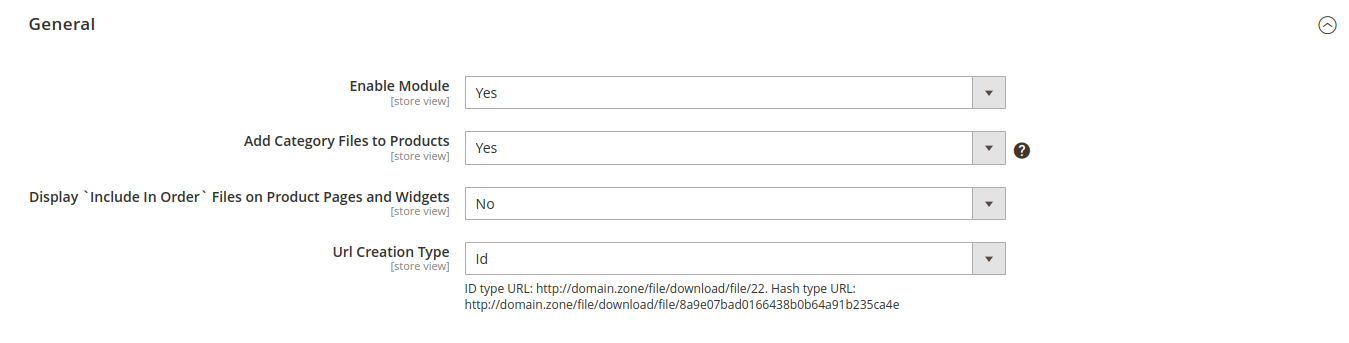 General
Enable Module
[store view]
Yes
Add Category Files to Products
[store view]
Yes
?
Display `Include In Order` Files on Product Pages and Widgets
[store view]
No
Url Creation Type
[store view]
Id
ID type URL: http://domain.zone/file/download/file/22. Hash type URL:
http://domain.zone/file/download/file/8a9e07bad0166438b0b64a91b235ca4e